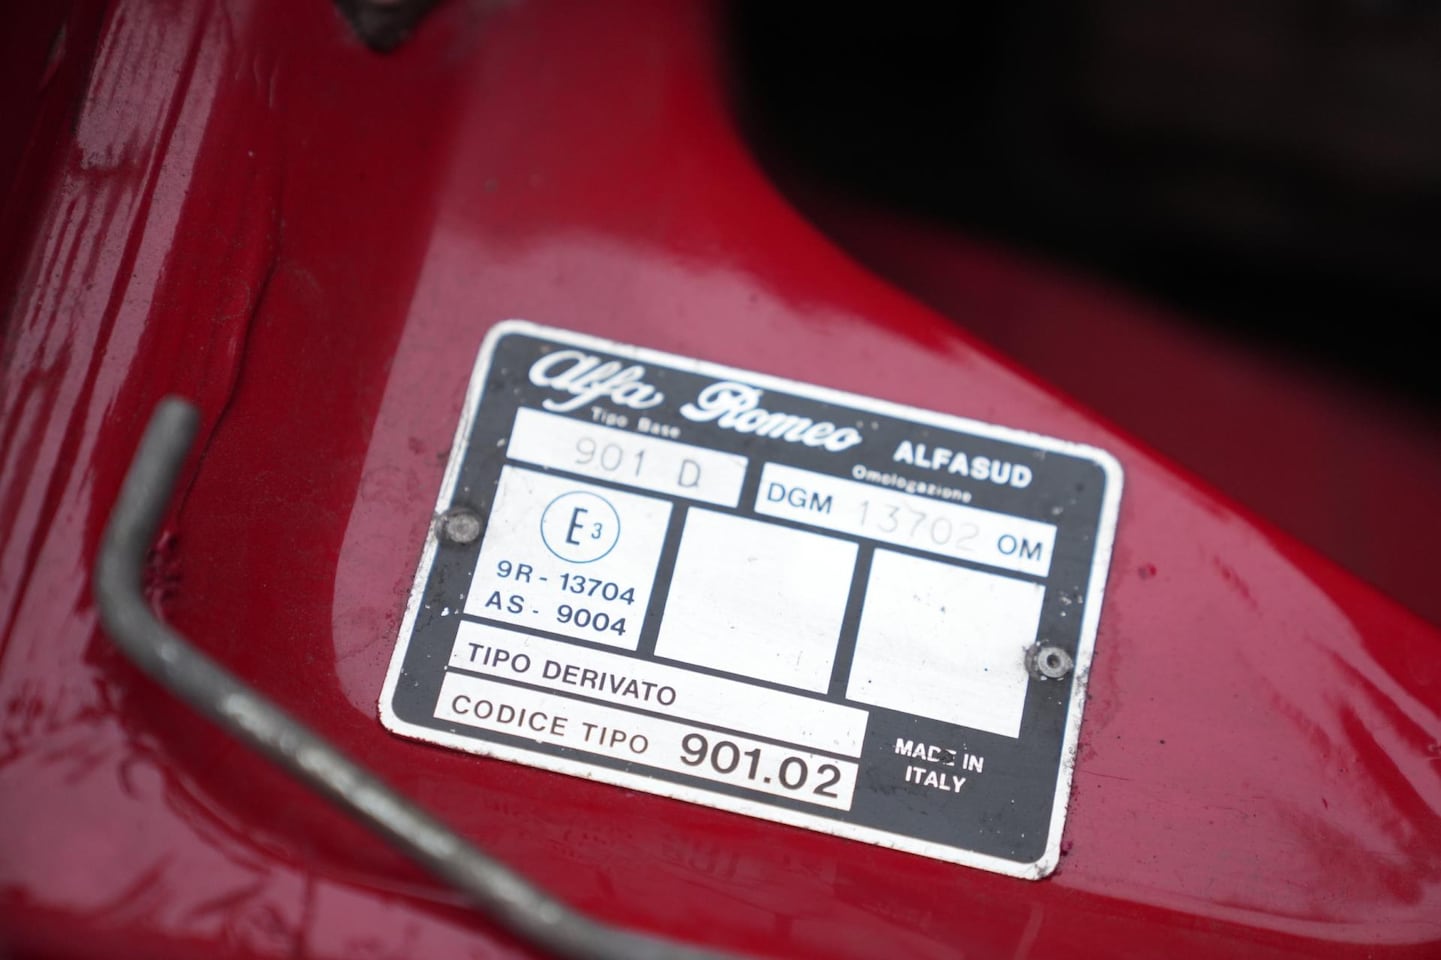 Alfa Romeo ALFASUD
Tipo Base
901 D
Omologazione
DGM 13702 OM
E3
9R - 13704
AS - 9004
TIPO DERIVATO
CODICE TIPO 901.02
MADE IN
ITALY